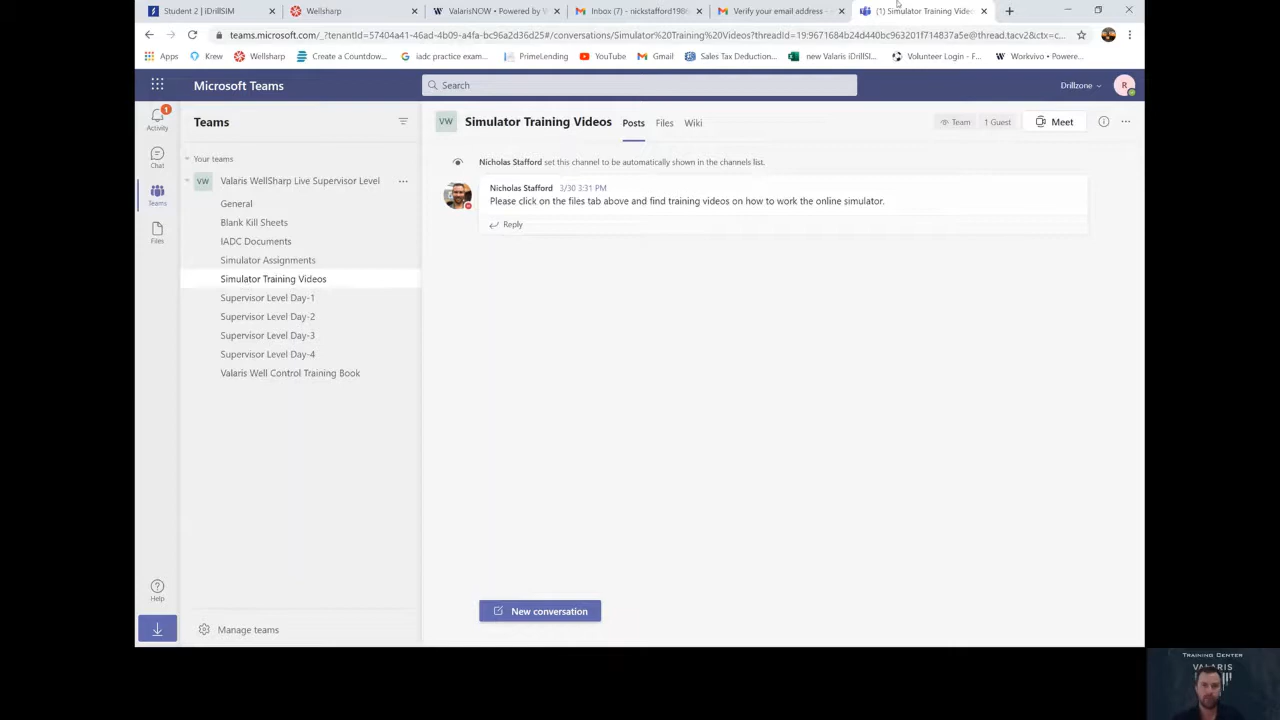 Student 2 | iDrillSIM
Wellsharp
ValarisNOW • Powered by W
Inbox (7) - nickstafford198
Verify your email address -
(1) Simulator Training Video
teams.microsoft.com/_?tenantId=57404a41-46ad-4b09-a4fa-bc96a2d36d25#/conversations/Simulator%20Training%20Videos?threadId=19:9671684b24d440bc963201f714837a5e@thread.tacv2&ctx=c...
Apps
Krew
Wellsharp
Create a Countdow...
iadc practice exam...
PrimeLending
YouTube
Gmail
Sales Tax Deduction...
new Valaris iDrillSI...
Volunteer Login - F...
Workvivo • Powere...
Microsoft Teams
Search
Drillzone
R
1
Activity
Chat
Teams
Files
Help
Teams
Your teams
VW Valaris WellSharp Live Supervisor Level ...
General
Blank Kill Sheets
IADC Documents
Simulator Assignments
Simulator Training Videos
Supervisor Level Day-1
Supervisor Level Day-2
Supervisor Level Day-3
Supervisor Level Day-4
Valaris Well Control Training Book
Manage teams
VW Simulator Training Videos Posts Files Wiki
Team 1 Guest Meet
Nicholas Stafford set this channel to be automatically shown in the channels list.
Nicholas Stafford 3/30 3:31 PM
Please click on the files tab above and find training videos on how to work the online simulator.
Reply
New conversation
TRAINING CENTER
VALARIS